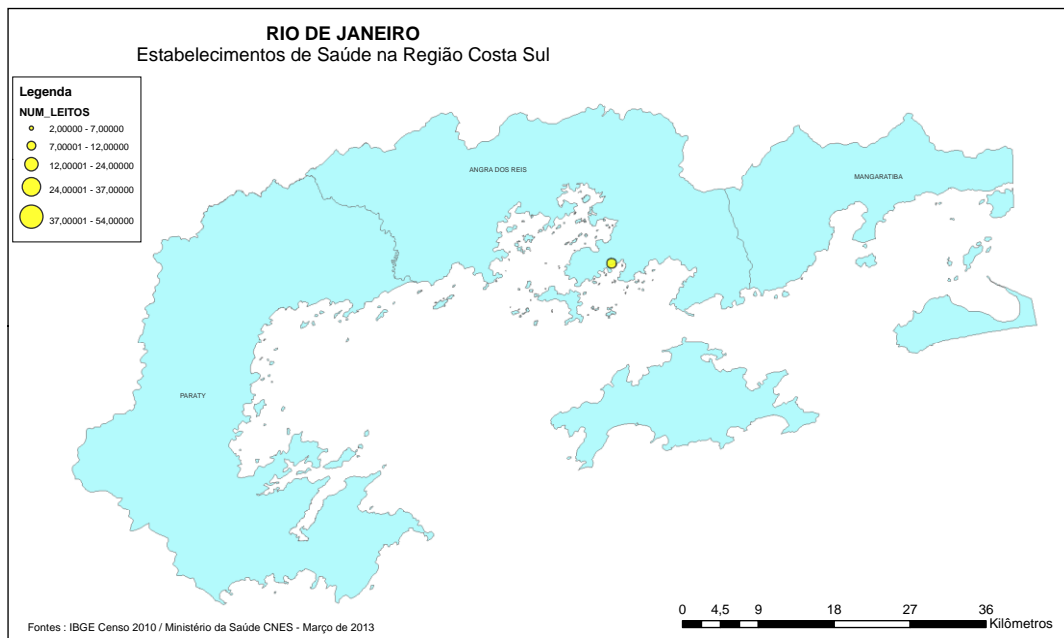 RIO DE JANEIRO
Estabelecimentos de Saúde na Região Costa Sul
Legenda
NUM_LEITOS
2,00000 - 7,00000
7,00001 - 12,00000
12,00001 - 24,00000
24,00001 - 37,00000
37,00001 - 54,00000
ANGRA DOS REIS
MANGARATIBA
PARATY
Fontes : IBGE Censo 2010 / Ministério da Saúde CNES - Março de 2013
0 4,5 9 18 27 36
Kilômetros